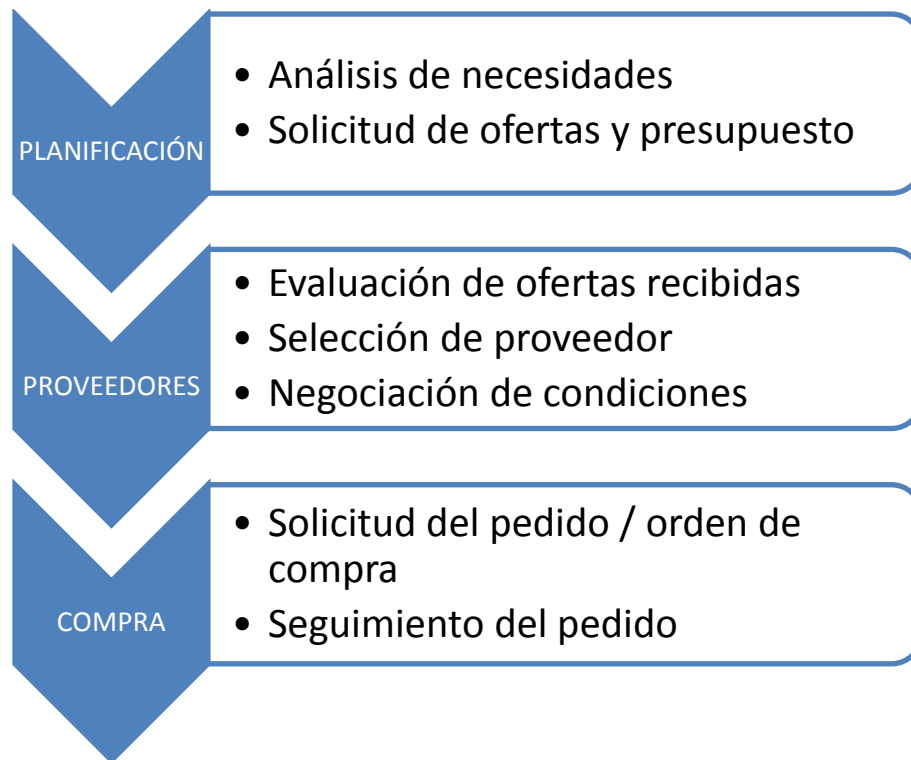 PLANIFICACIÓN
• Análisis de necesidades
• Solicitud de ofertas y presupuesto
PROVEEDORES
• Evaluación de ofertas recibidas
• Selección de proveedor
• Negociación de condiciones
COMPRA
• Solicitud del pedido / orden de
compra
• Seguimiento del pedido